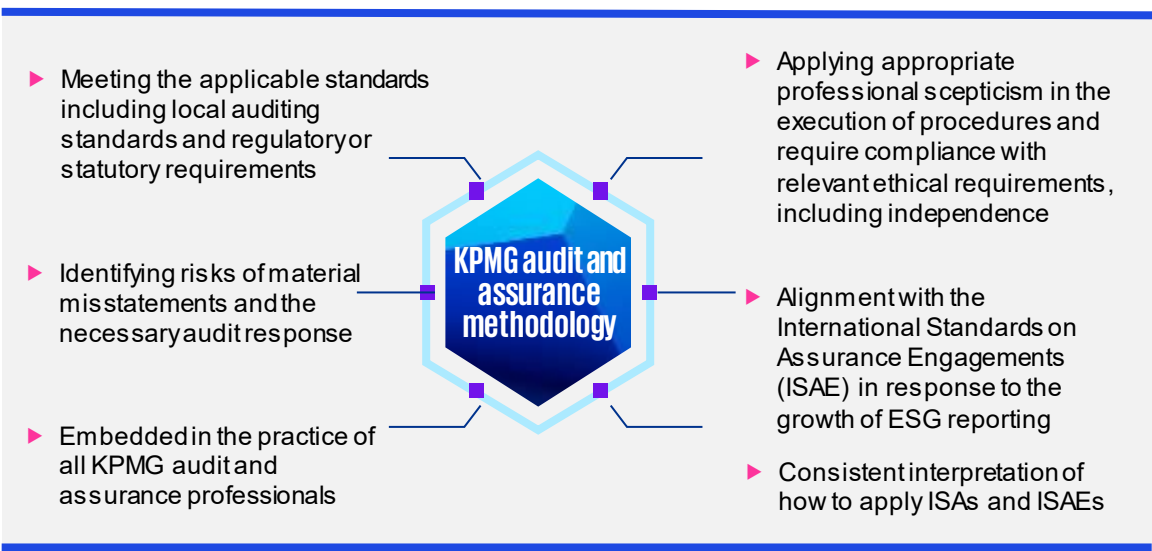 Meeting the applicable standards
including local auditing
standards and regulatory or
statutory requirements
Identifying risks of material
misstatements and the
necessary audit response
Embedded in the practice of
all KPMG audit and
assurance professionals
KPMG audit and
assurance
methodology
Applying appropriate
professional scepticism in the
execution of procedures and
require compliance with
relevant ethical requirements,
including independence
Alignment with the
International Standards on
Assurance Engagements
(ISAE) in response to the
growth of ESG reporting
Consistent interpretation of
how to apply ISAs and ISAEs